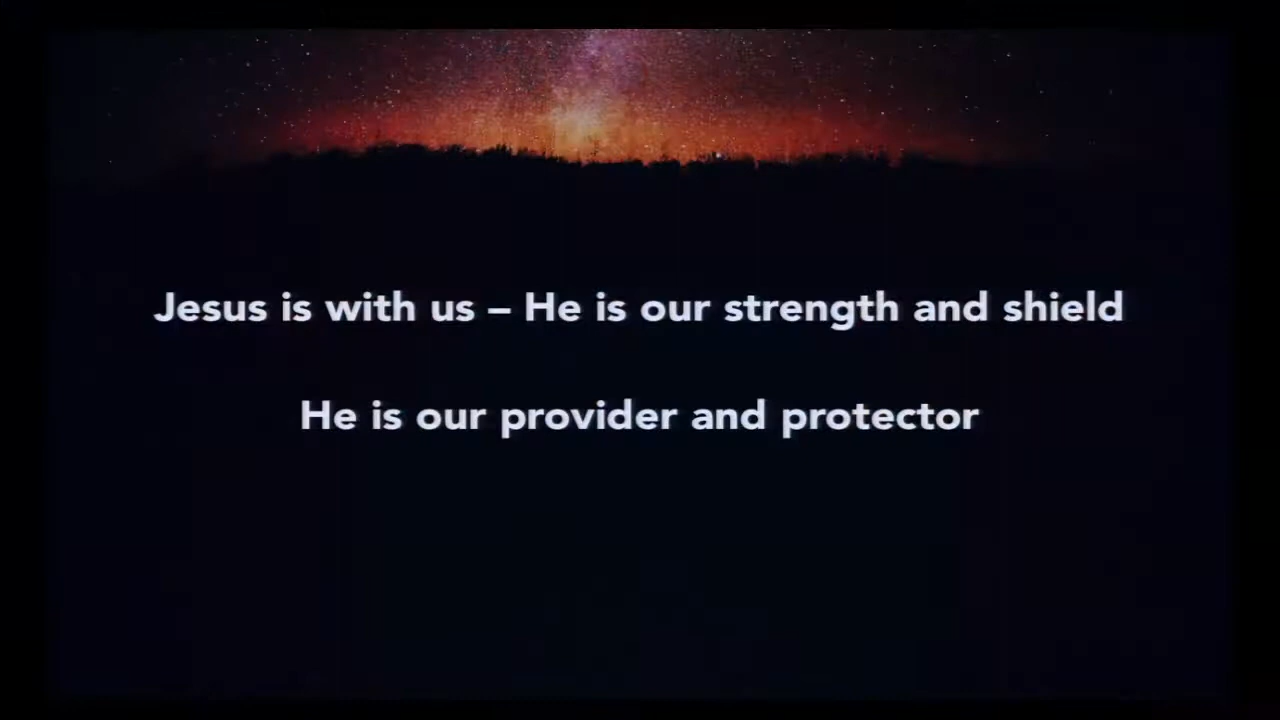 Jesus is with us – He is our strength and shield
He is our provider and protector